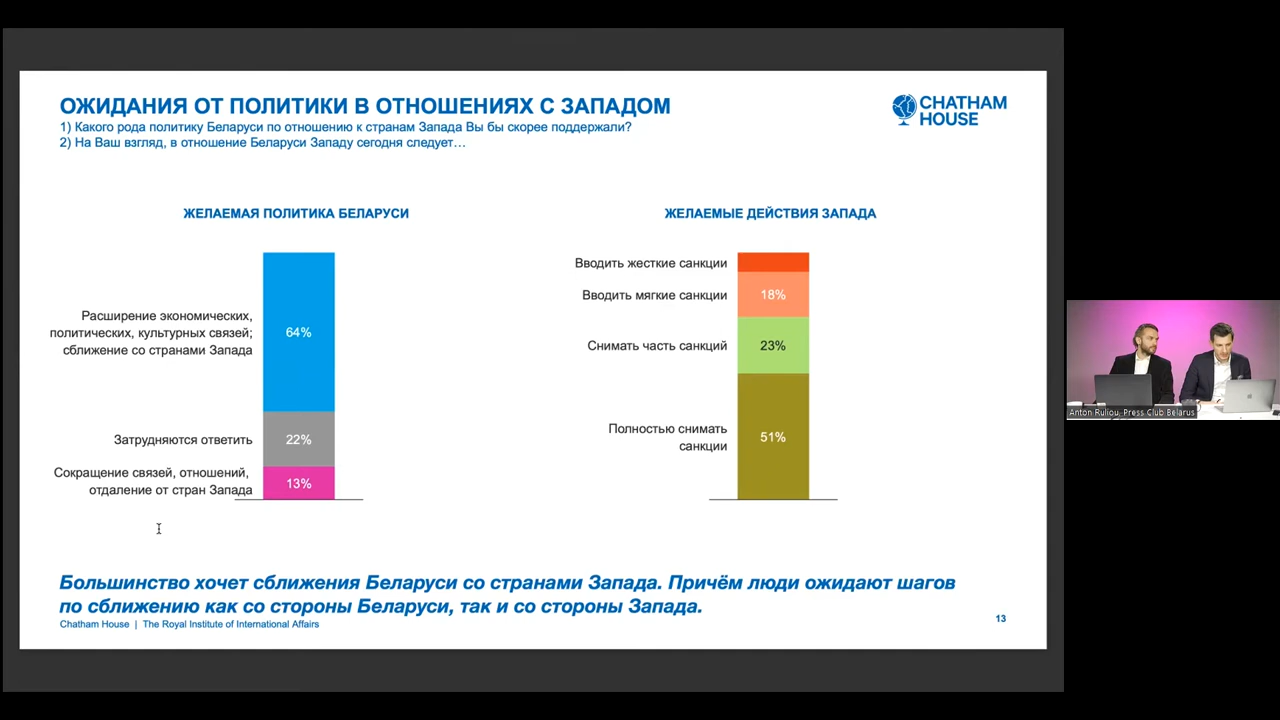 ОЖИДАНИЯ ОТ ПОЛИТИКИ В ОТНОШЕНИЯХ С ЗАПАДОМ
1) Какого рода политику Беларуси по отношению к странам Запада Вы бы скорее поддержали?
2) На Ваш взгляд, в отношение Беларуси Западу сегодня следует…
CHATHAM
HOUSE
ЖЕЛАЕМАЯ ПОЛИТИКА БЕЛАРУСИ
Расширение экономических,
политических, культурных связей;
сближение со странами Запада
64%
Затрудняются ответить
22%
Сокращение связей, отношений,
отдаление от стран Запада
13%
ЖЕЛАЕМЫЕ ДЕЙСТВИЯ ЗАПАДА
Вводить жесткие санкции
Вводить мягкие санкции
18%
Снимать часть санкций
23%
Полностью снимать
санкции
51%
Большинство хочет сближения Беларуси со странами Запада. Причём люди ожидают шагов
по сближению как со стороны Беларуси, так и со стороны Запада.
Chatham House | The Royal Institute of International Affairs
13
Anton Ruliou, Press Club Belarus